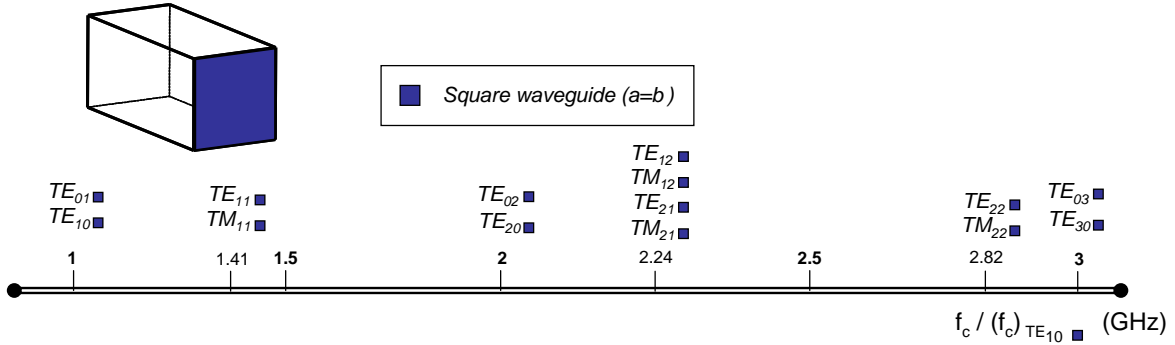 Square waveguide (a=b)
TE12
TM12
TE01
TE11
TE02
TE21
TE22
TE03
TE10
TM11
TE20
TM21
TM22
TE30
1
1.41
1.5
2
2.24
2.5
2.82
3
fc / (fc) TE10 (GHz)